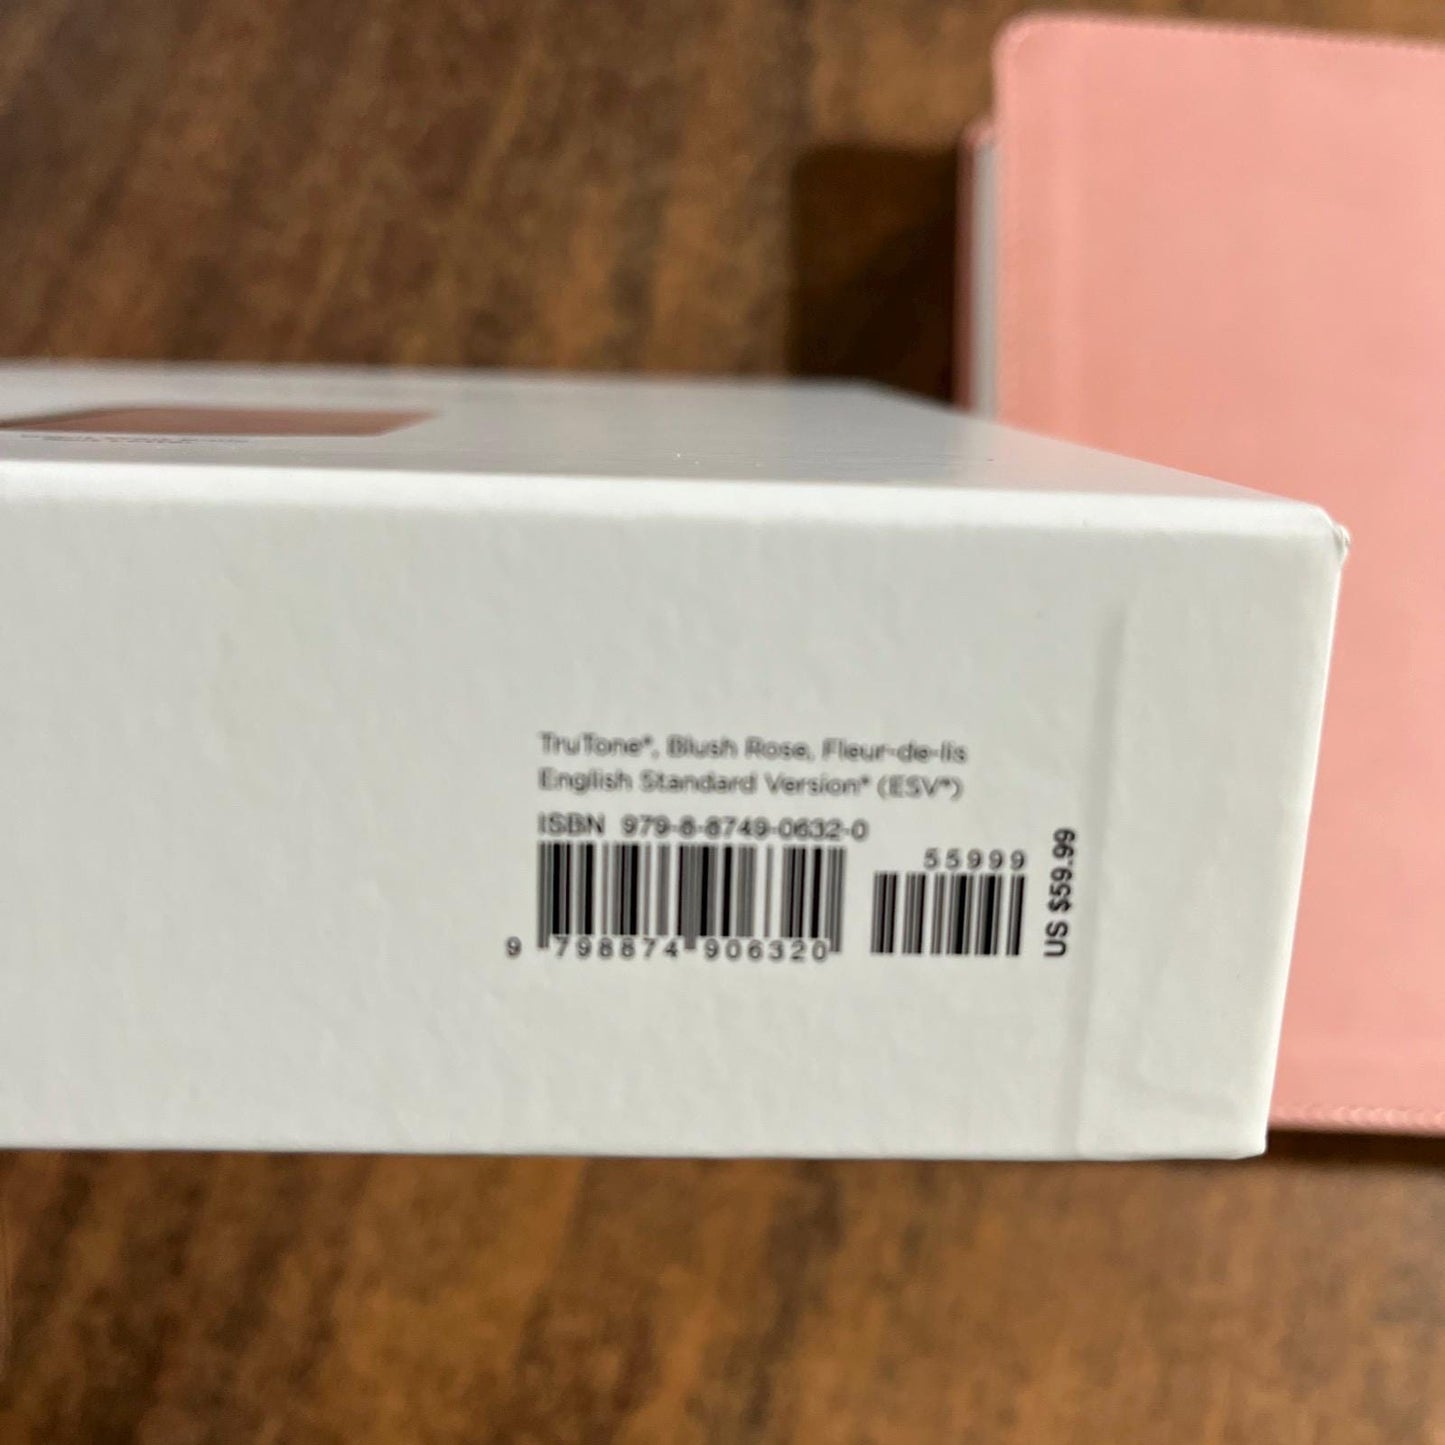 TruTone®, Blush Rose, Fleur-de-lis
English Standard Version® (ESV®)
ISBN 979-8-8749-0632-0
55999
9 798874 906320
US $59.99